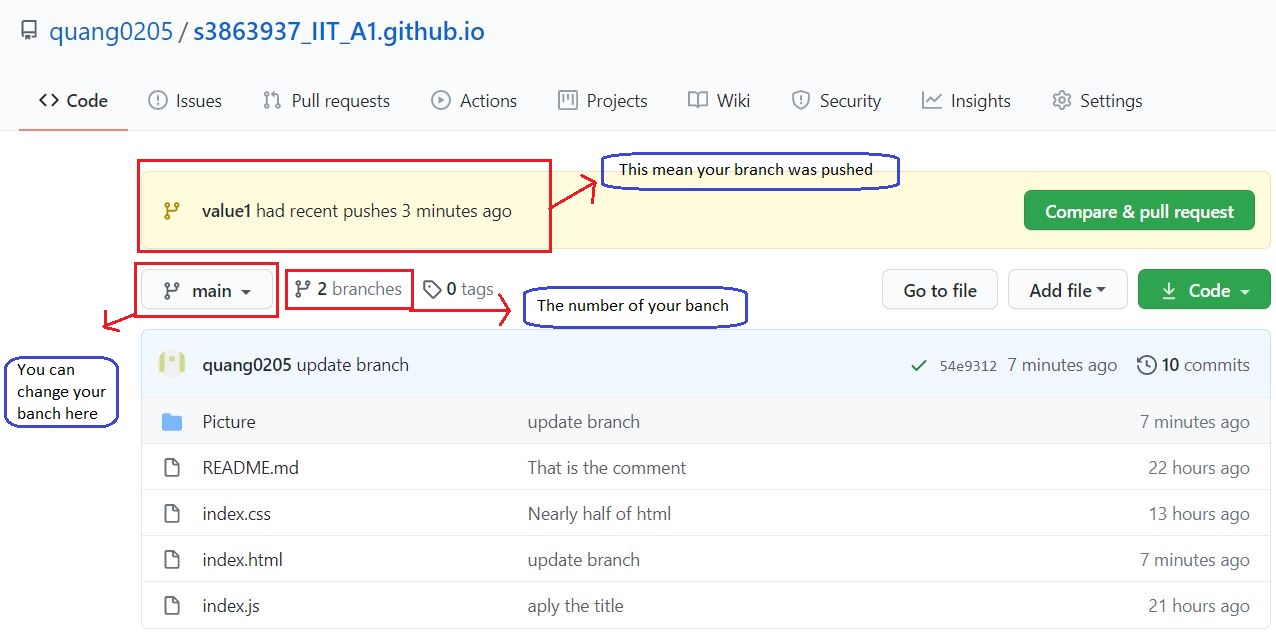 quang0205 / s3863937_IIT_A1.github.io
Code Issues Pull requests Actions Projects Wiki Security Insights Settings
This mean your branch was pushed
value1 had recent pushes 3 minutes ago
Compare & pull request
main 2 branches 0 tags Go to file Add file Code
The number of your banch
You can
change your
banch here
quang0205 update branch 54e9312 7 minutes ago 10 commits
Picture update branch 7 minutes ago
README.md That is the comment 22 hours ago
index.css Nearly half of html 13 hours ago
index.html update branch 7 minutes ago
index.js aply the title 21 hours ago